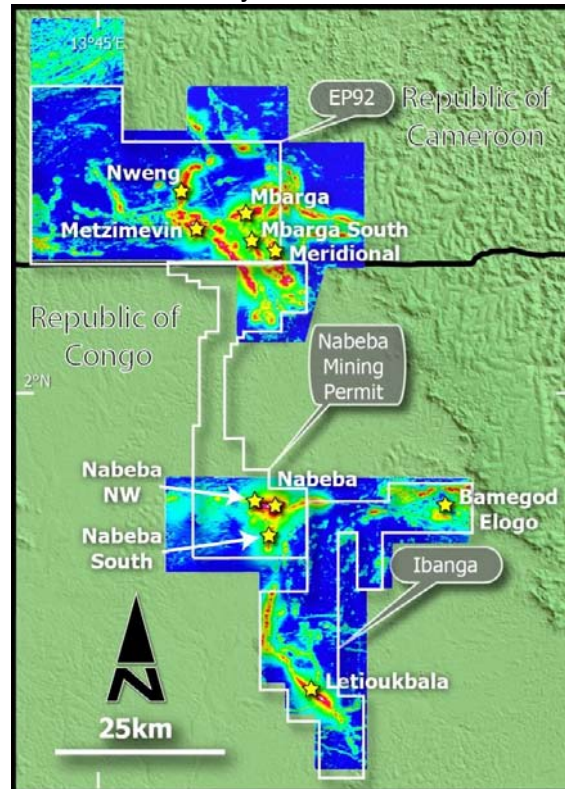 13°45'E
EP92
Republic of
Cameroon
Nweng
Mbarga
Metzimevin
Mbarga South
Meridional
Republic of
Congo
Nabeba
Mining
Permit
2°N
Nabeba
NW
Nabeba
Nabeba
South
Bamegod
Elogo
Ibanga
Letioukbala
N
25km